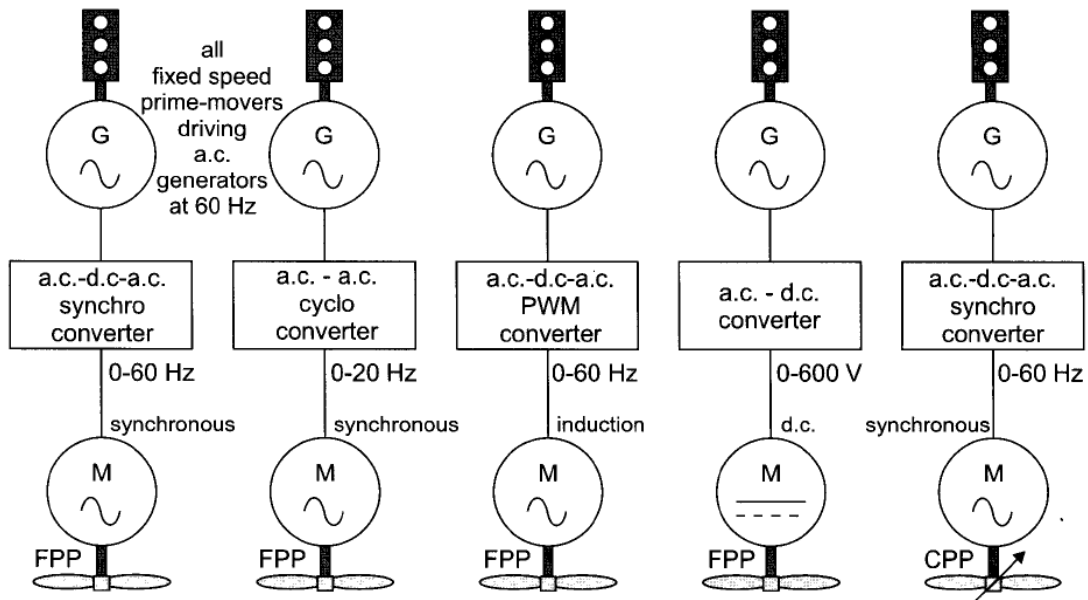 all
fixed speed
prime-movers
driving
a.c.
generators
at 60 Hz
G
G
G
G
G
a.c.-d.c-a.c.
synchro
converter
a.c. - a.c.
cyclo
converter
a.c.-d.c-a.c.
PWM
converter
a.c. - d.c.
converter
a.c.-d.c-a.c.
synchro
converter
0-60 Hz
0-20 Hz
0-60 Hz
0-600 V
0-60 Hz
synchronous
synchronous
induction
d.c.
synchronous
M
M
M
M
M
FPP
FPP
FPP
FPP
CPP